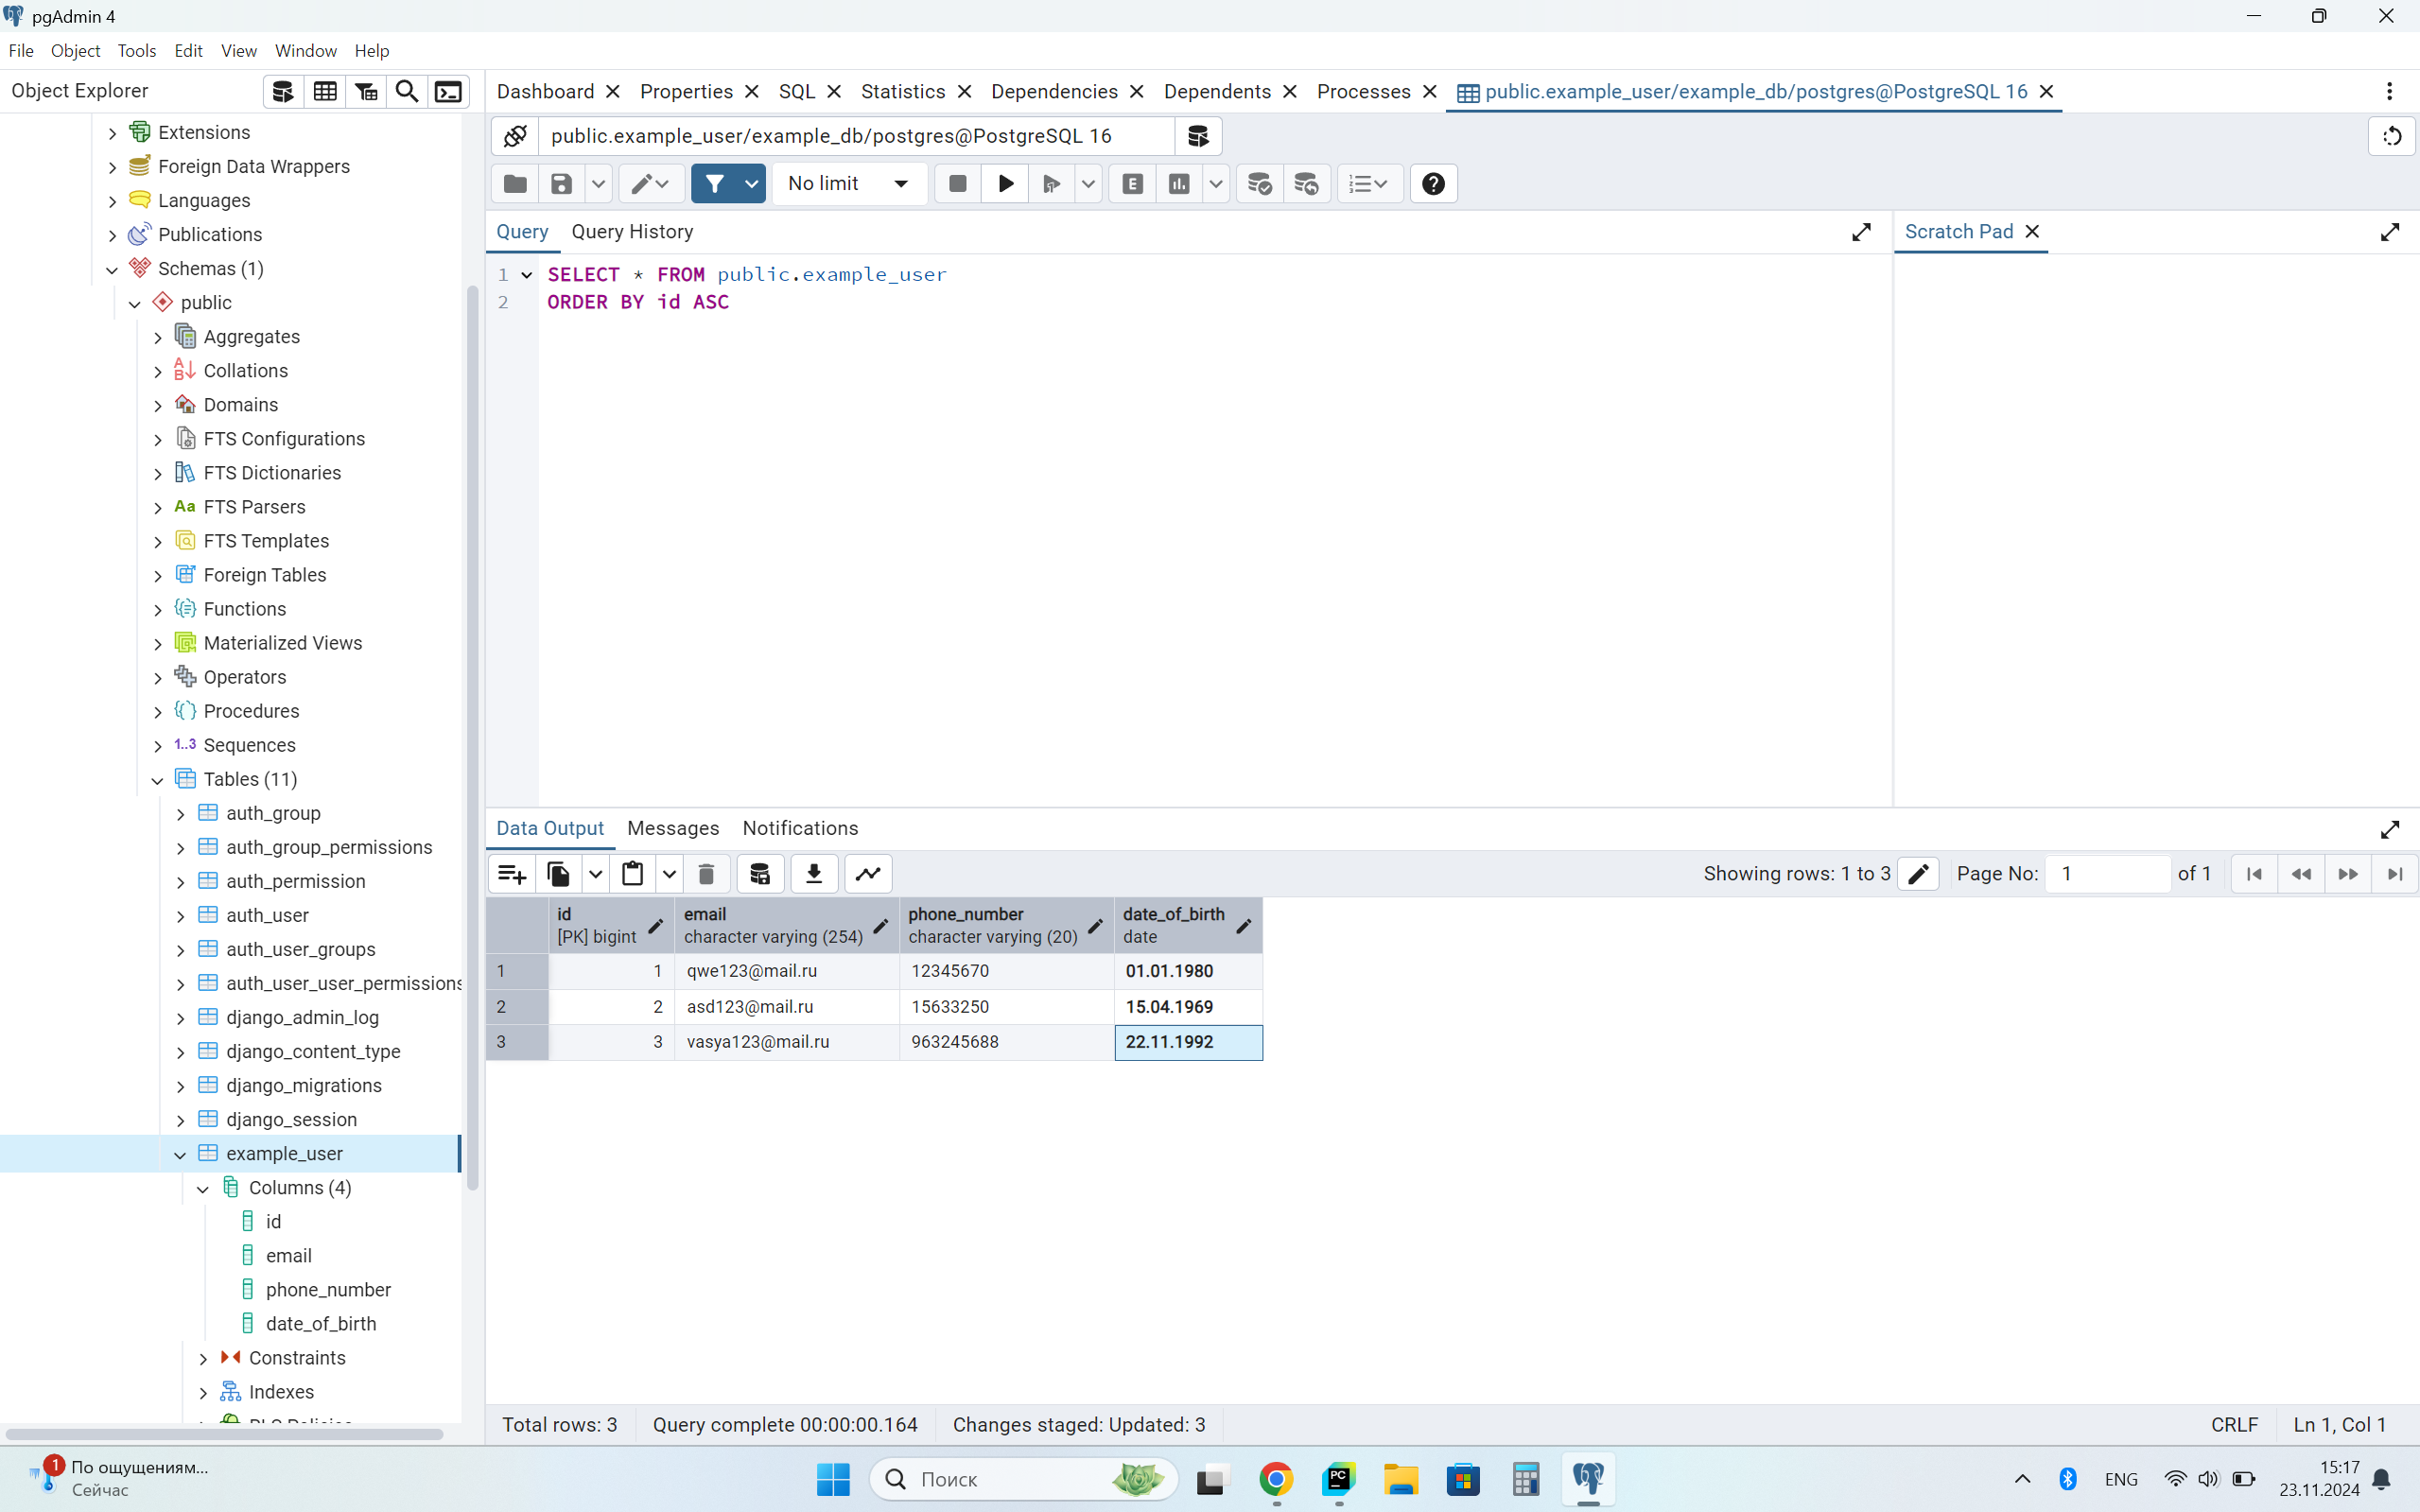 pgAdmin 4
File Object Tools Edit View Window Help
Object Explorer
Dashboard Properties SQL Statistics Dependencies Dependents Processes public.example_user/example_db/postgres@PostgreSQL 16
Extensions
Foreign Data Wrappers
Languages
Publications
Schemas (1)
public
Aggregates
Collations
Domains
FTS Configurations
FTS Dictionaries
Aa FTS Parsers
FTS Templates
Foreign Tables
Functions
Materialized Views
Operators
Procedures
1..3 Sequences
Tables (11)
auth_group
auth_group_permissions
auth_permission
auth_user
auth_user_groups
auth_user_user_permissions
django_admin_log
django_content_type
django_migrations
django_session
example_user
Columns (4)
id
email
phone_number
date_of_birth
Constraints
Indexes
RLS Policies
public.example_user/example_db/postgres@PostgreSQL 16
No limit
E
Query Query History
Scratch Pad
1 SELECT * FROM public.example_user
2 ORDER BY id ASC
Data Output Messages Notifications
Showing rows: 1 to 3 Page No: 1 of 1
id email phone_number date_of_birth
[PK] bigint character varying (254) character varying (20) date
1 1 qwe123@mail.ru 12345670 01.01.1980
2 2 asd123@mail.ru 15633250 15.04.1969
3 3 vasya123@mail.ru 963245688 22.11.1992
Total rows: 3 Query complete 00:00:00.164 Changes staged: Updated: 3 CRLF Ln 1, Col 1
1 По ощущениям...
Сейчас
Поиск
PC
ENG
15:17
23.11.2024